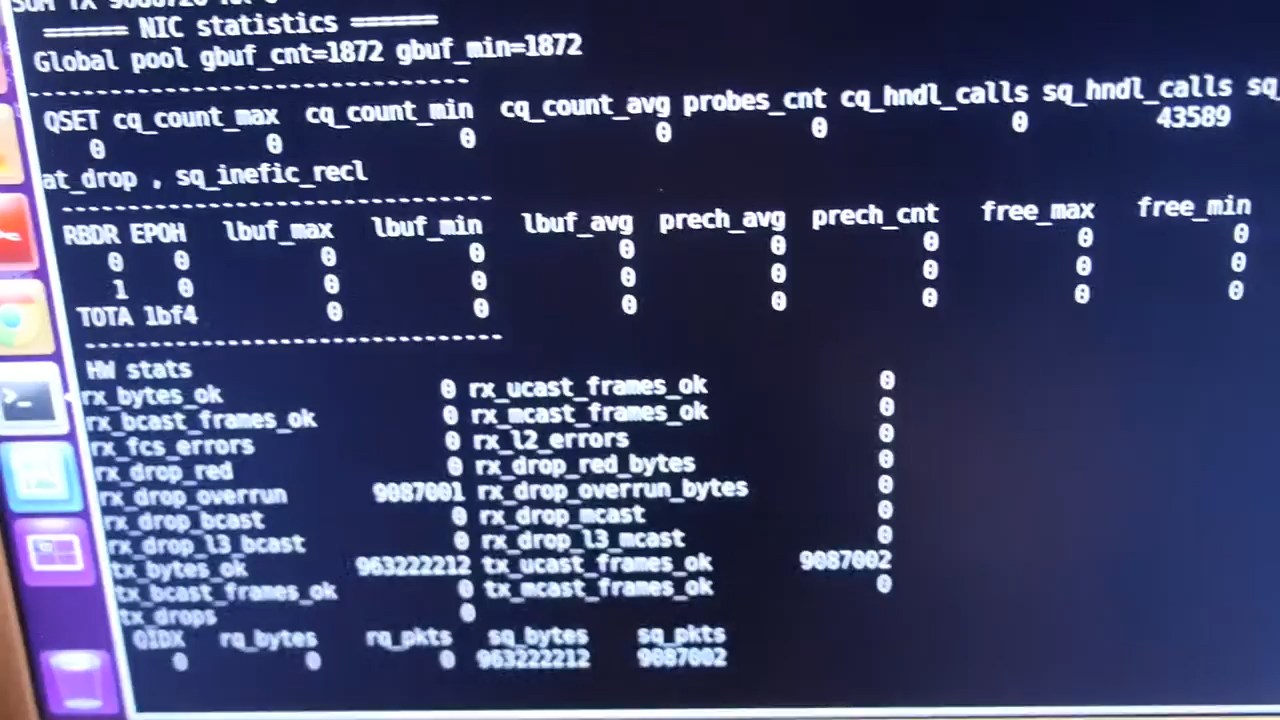 ====== NIC statistics ======
Global pool gbuf_cnt=1872 gbuf_min=1872
--------------------------------
QSET cq_count_max cq_count_min cq_count_avg probes_cnt cq_hndl_calls sq_hndl_calls sq_
0 0 0 0 0 0 43589
at_drop , sq_inefic_recl
--------------------------------
RBDR EPOH lbuf_max lbuf_min lbuf_avg prech_avg prech_cnt free_max free_min
0 0 0 0 0 0 0 0 0
1 0 0 0 0 0 0 0 0
TOTA lbf4 0 0 0 0 0 0 0
--------------------------------
HW stats
rx_bytes_ok 0 rx_ucast_frames_ok 0
rx_bcast_frames_ok 0 rx_mcast_frames_ok 0
rx_fcs_errors 0 rx_l2_errors 0
rx_drop_red 0 rx_drop_red_bytes 0
rx_drop_overrun 9087001 rx_drop_overrun_bytes 0
rx_drop_bcast 0 rx_drop_mcast 0
rx_drop_l3_bcast 0 rx_drop_l3_mcast 0
tx_bytes_ok 963222212 tx_ucast_frames_ok 9087002
tx_bcast_frames_ok 0 tx_mcast_frames_ok 0
tx_drops 0
QIDX rq_bytes rq_pkts sq_bytes sq_pkts
0 0 0 963222212 9087002